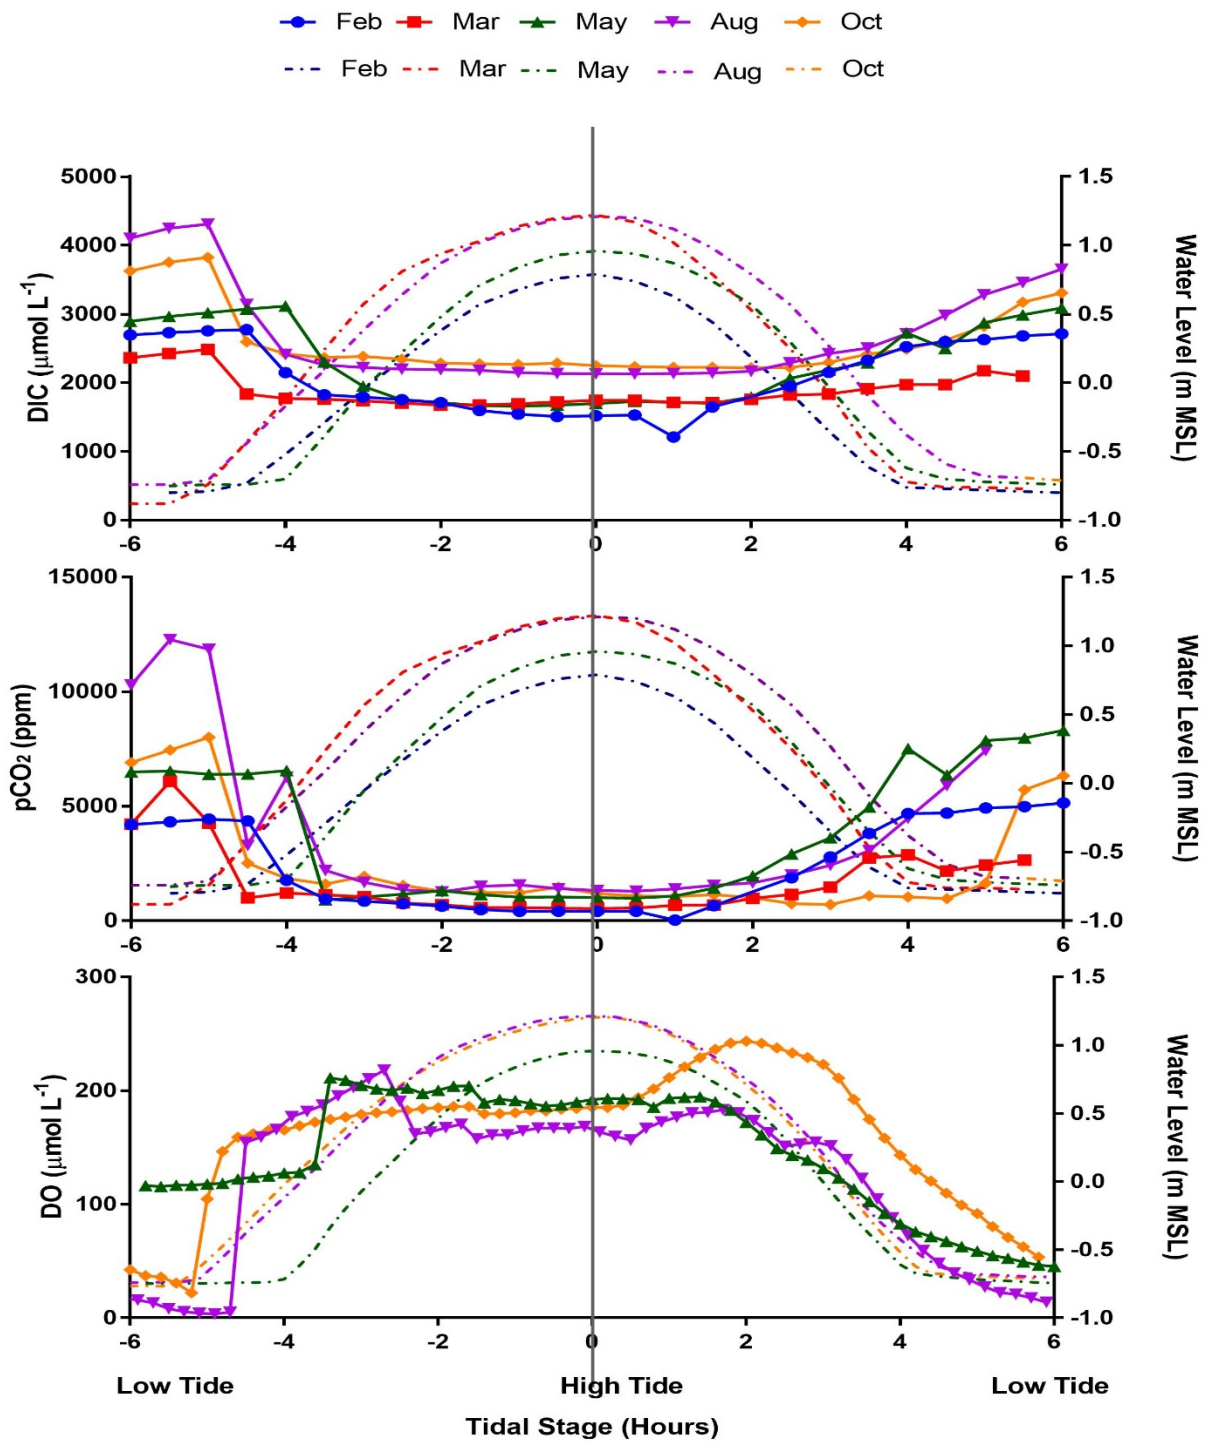 Feb Mar May Aug Oct
Feb Mar May Aug Oct
5000 1.5
4000 1.0
3000 0.5
2000 0.0
1000 -0.5
0 -1.0
DIC (μmol L-1)
Water Level (m MSL)
-6 -4 -2 0 2 4 6
15000 1.5
1.0
10000
0.5
0.0
5000
-0.5
0 -1.0
pCO2 (ppm)
Water Level (m MSL)
-6 -4 -2 0 2 4 6
300 1.5
1.0
200
0.5
0.0
100
-0.5
0 -1.0
DO (μmol L-1)
Water Level (m MSL)
-6 -4 -2 0 2 4 6
Low Tide High Tide Low Tide
Tidal Stage (Hours)